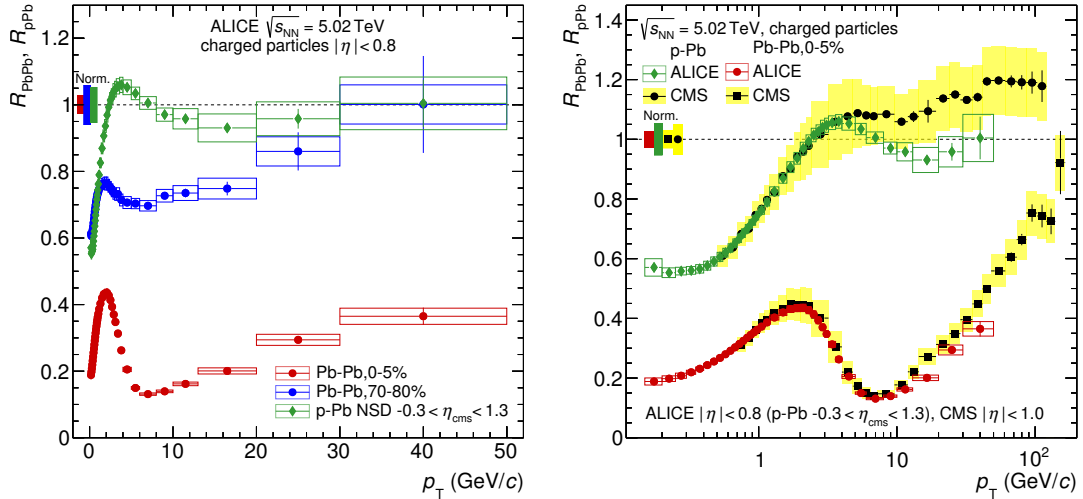 R_PbPb, R_pPb
ALICE √s_NN = 5.02 TeV
charged particles |η| < 0.8
Norm.
1.2
1
0.8
0.6
0.4
0.2
0
Pb-Pb,0-5%
Pb-Pb,70-80%
p-Pb NSD -0.3 < η_cms < 1.3
0 10 20 30 40 50
p_T (GeV/c)
R_PbPb, R_pPb
√s_NN = 5.02 TeV, charged particles
p-Pb Pb-Pb,0-5%
ALICE ALICE
CMS CMS
Norm.
1.4
1.2
1
0.8
0.6
0.4
0.2
0
ALICE |η| < 0.8 (p-Pb -0.3 < η_cms < 1.3), CMS |η| < 1.0
1 10 10²
p_T (GeV/c)